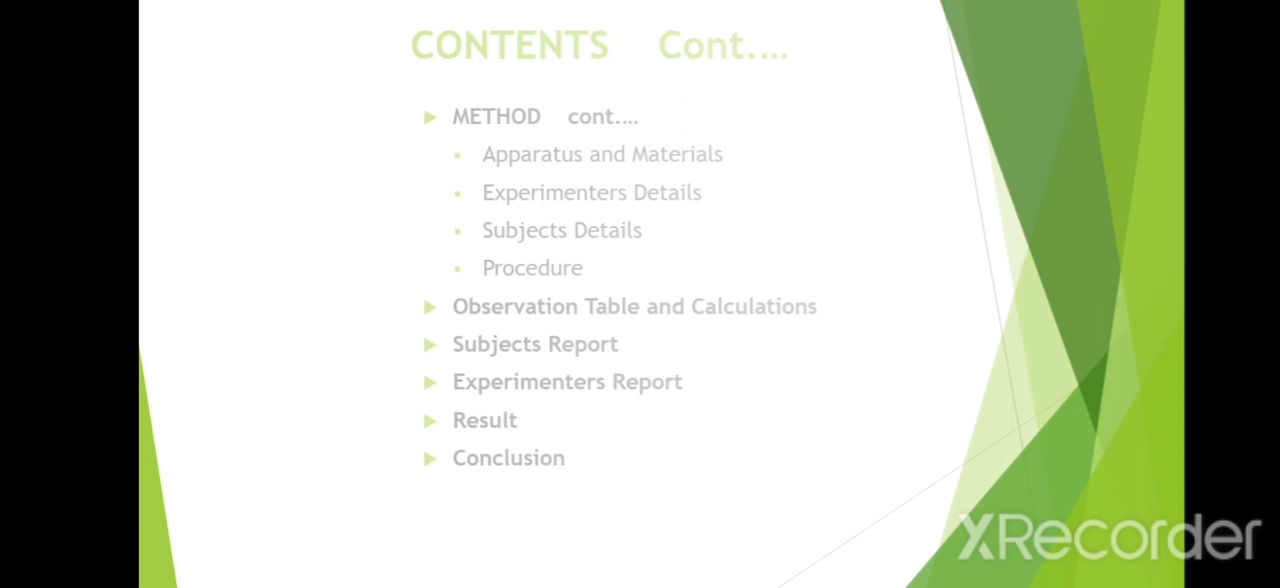 CONTENTS Cont....
METHOD cont....
Apparatus and Materials
Experimenters Details
Subjects Details
Procedure
Observation Table and Calculations
Subjects Report
Experimenters Report
Result
Conclusion
XRecorder